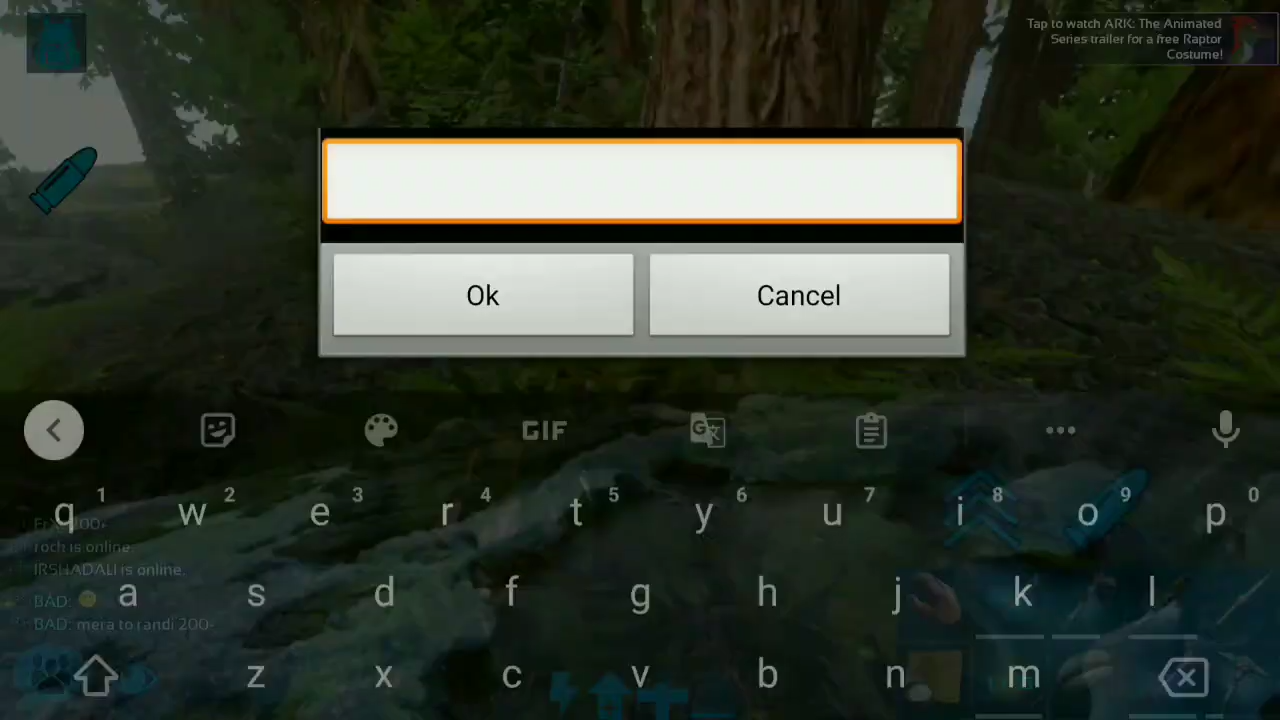 Tap to watch ARK: The Animated
Series trailer for a free Raptor
Costume!
Ok
Cancel
GIF
G
q 1 w 2 e 3 r 4 t 5 y 6 u 7 i 8 o 9 p 0
roch is online.
IRSHADALI is online.
a s d f g h j k l
BAD:
BAD: mera to randi 200-
z x c v b n m